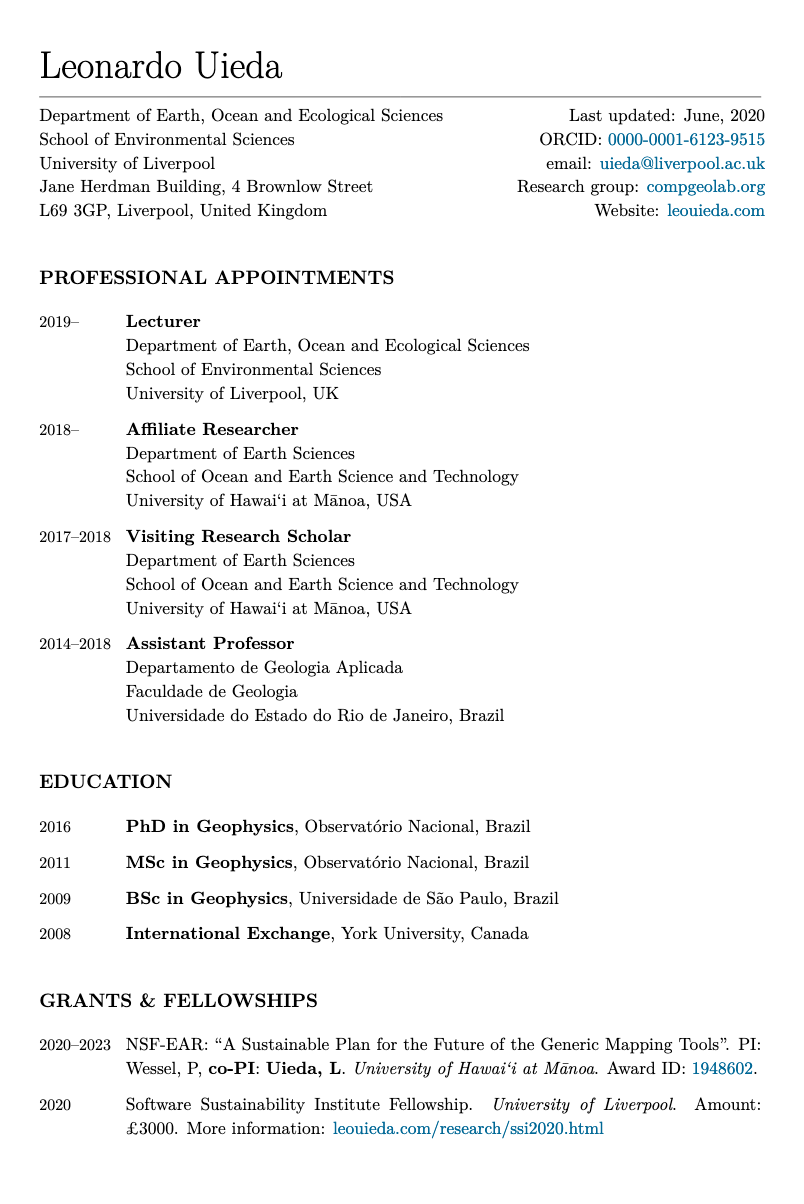 Leonardo Uieda
Department of Earth, Ocean and Ecological Sciences
School of Environmental Sciences
University of Liverpool
Jane Herdman Building, 4 Brownlow Street
L69 3GP, Liverpool, United Kingdom
Last updated: June, 2020
ORCID: 0000-0001-6123-9515
email: uieda@liverpool.ac.uk
Research group: compgeolab.org
Website: leouieda.com
PROFESSIONAL APPOINTMENTS
2019– Lecturer
Department of Earth, Ocean and Ecological Sciences
School of Environmental Sciences
University of Liverpool, UK
2018– Affiliate Researcher
Department of Earth Sciences
School of Ocean and Earth Science and Technology
University of Hawai‘i at Mānoa, USA
2017–2018 Visiting Research Scholar
Department of Earth Sciences
School of Ocean and Earth Science and Technology
University of Hawai‘i at Mānoa, USA
2014–2018 Assistant Professor
Departamento de Geologia Aplicada
Faculdade de Geologia
Universidade do Estado do Rio de Janeiro, Brazil
EDUCATION
2016 PhD in Geophysics, Observatório Nacional, Brazil
2011 MSc in Geophysics, Observatório Nacional, Brazil
2009 BSc in Geophysics, Universidade de São Paulo, Brazil
2008 International Exchange, York University, Canada
GRANTS & FELLOWSHIPS
2020–2023 NSF-EAR: “A Sustainable Plan for the Future of the Generic Mapping Tools”. PI:
Wessel, P, co-PI: Uieda, L. University of Hawai‘i at Mānoa. Award ID: 1948602.
2020 Software Sustainability Institute Fellowship. University of Liverpool. Amount:
£3000. More information: leouieda.com/research/ssi2020.html